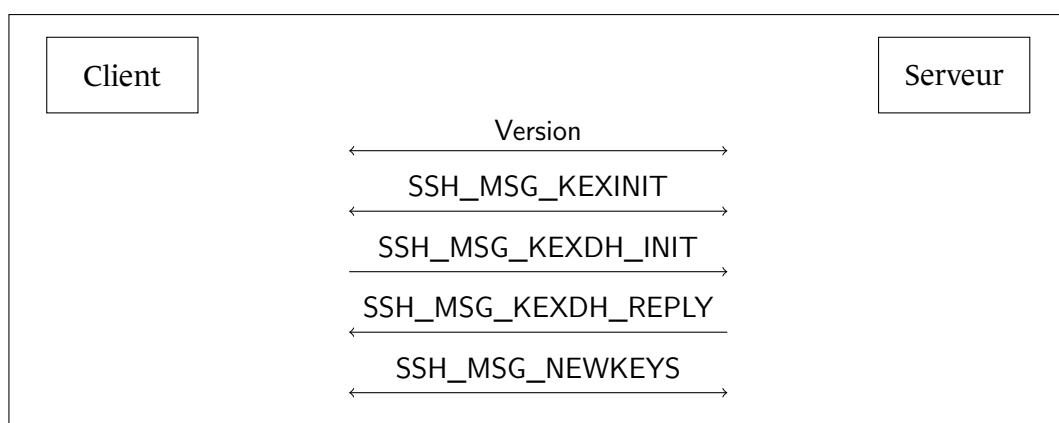 Client
Serveur
Version
SSH_MSG_KEXINIT
SSH_MSG_KEXDH_INIT
SSH_MSG_KEXDH_REPLY
SSH_MSG_NEWKEYS